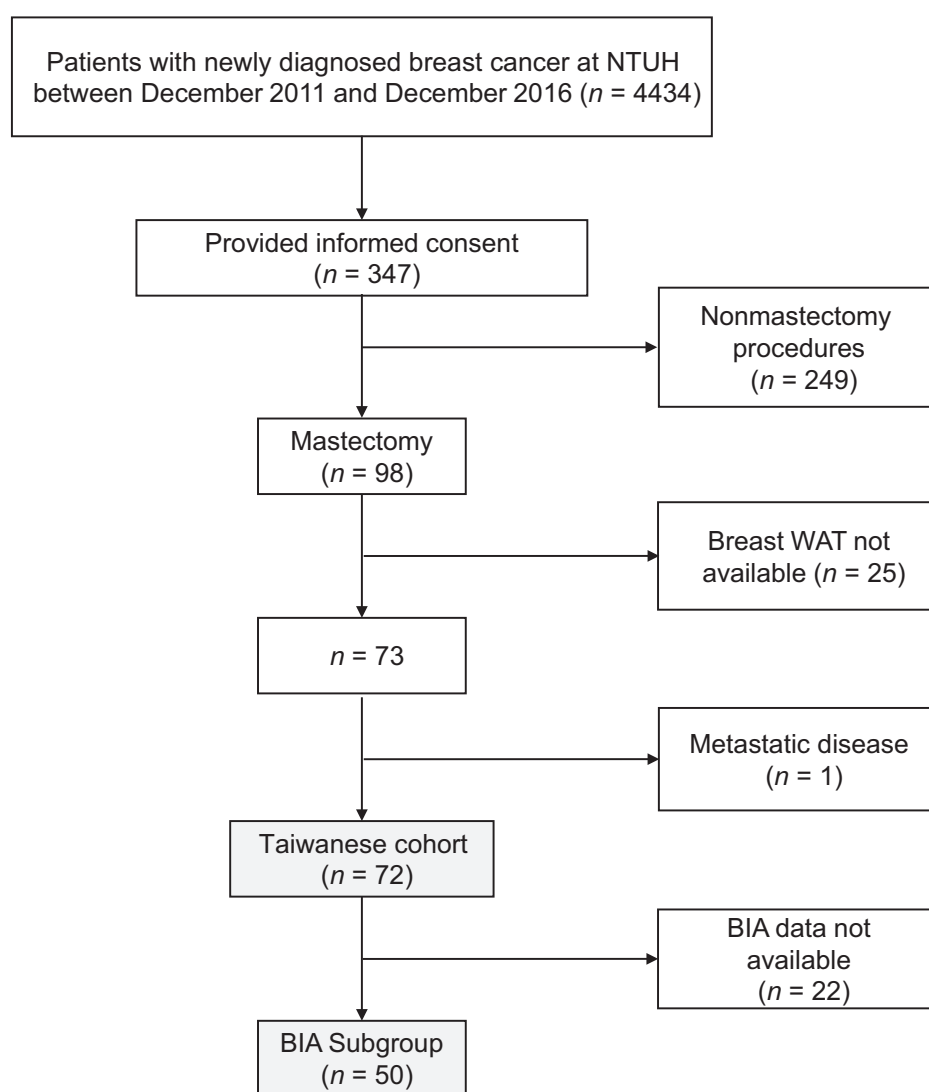 Patients with newly diagnosed breast cancer at NTUH
between December 2011 and December 2016 (n = 4434)
Provided informed consent
(n = 347)
Nonmastectomy
procedures
(n = 249)
Mastectomy
(n = 98)
Breast WAT not
available (n = 25)
n = 73
Metastatic disease
(n = 1)
Taiwanese cohort
(n = 72)
BIA data not
available
(n = 22)
BIA Subgroup
(n = 50)